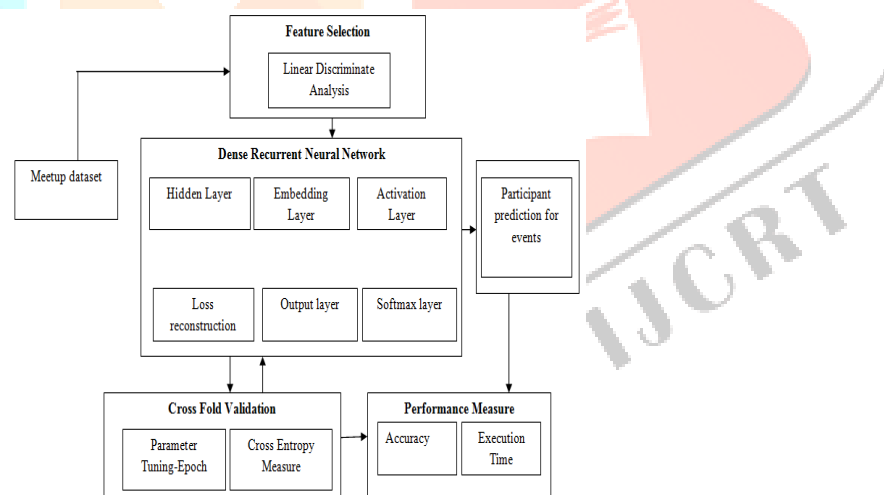 Feature Selection
Linear Discriminate
Analysis
Meetup dataset
Dense Recurrent Neural Network
Hidden Layer
Embedding
Layer
Activation
Layer
Loss
reconstruction
Output layer
Softmax layer
Participant
prediction for
events
Cross Fold Validation
Parameter
Tuning-Epoch
Cross Entropy
Measure
Performance Measure
Accuracy
Execution
Time
IJCRT